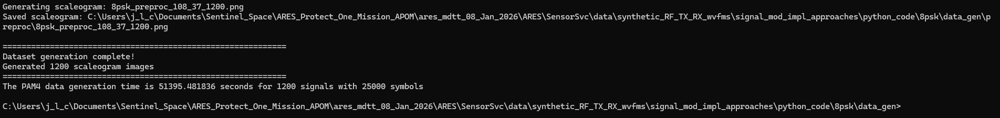 Generating scaleogram: 8psk_preproc_108_37_1200.png
Saved scaleogram: C:\Users\j_l_c\Documents\Sentinel_Space\ARES_Protect_One_Mission_APOM\ares_mdtt_08_Jan_2026\ARES\SensorSvc\data\synthetic_RF_TX_RX_wvfms\signal_mod_impl_approaches\python_code\8psk\data_gen\p
reproc\8psk_preproc_108_37_1200.png
============================================================
Dataset generation complete!
Generated 1200 scaleogram images
============================================================
The PAM4 data generation time is 51395.481836 seconds for 1200 signals with 25000 symbols
C:\Users\j_l_c\Documents\Sentinel_Space\ARES_Protect_One_Mission_APOM\ares_mdtt_08_Jan_2026\ARES\SensorSvc\data\synthetic_RF_TX_RX_wvfms\signal_mod_impl_approaches\python_code\8psk\data_gen>